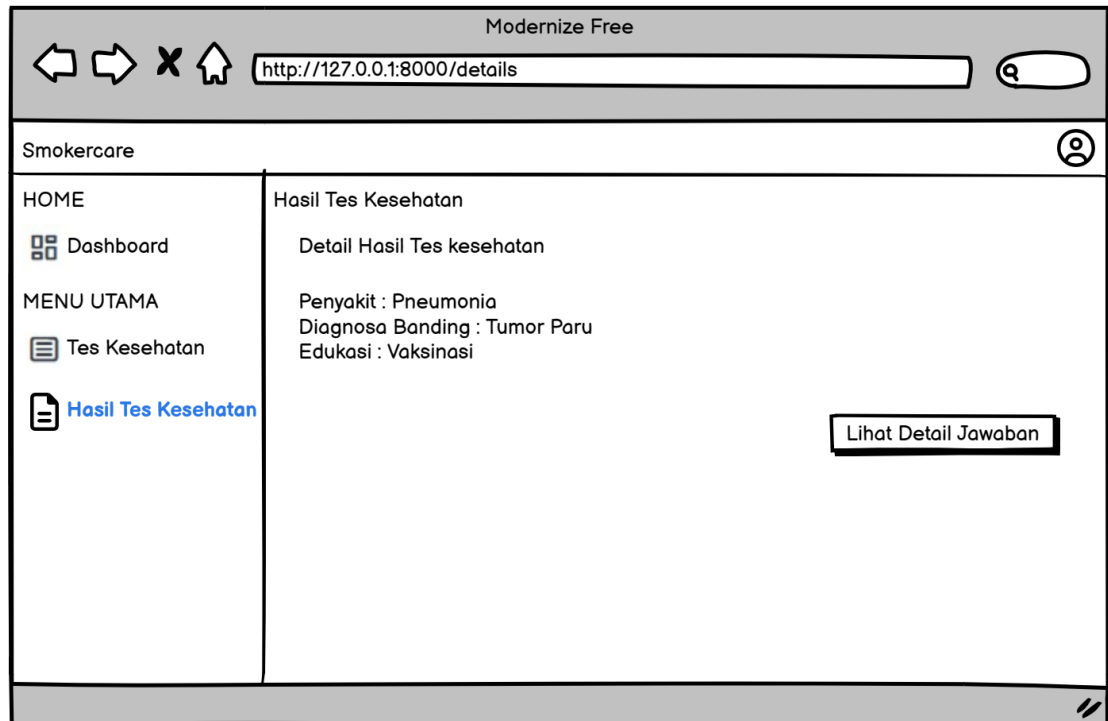 Modernize Free
http://127.0.0.1:8000/details
Smokercare
HOME
Dashboard
MENU UTAMA
Tes Kesehatan
Hasil Tes Kesehatan
Hasil Tes Kesehatan
Detail Hasil Tes kesehatan
Penyakit : Pneumonia
Diagnosa Banding : Tumor Paru
Edukasi : Vaksinasi
Lihat Detail Jawaban